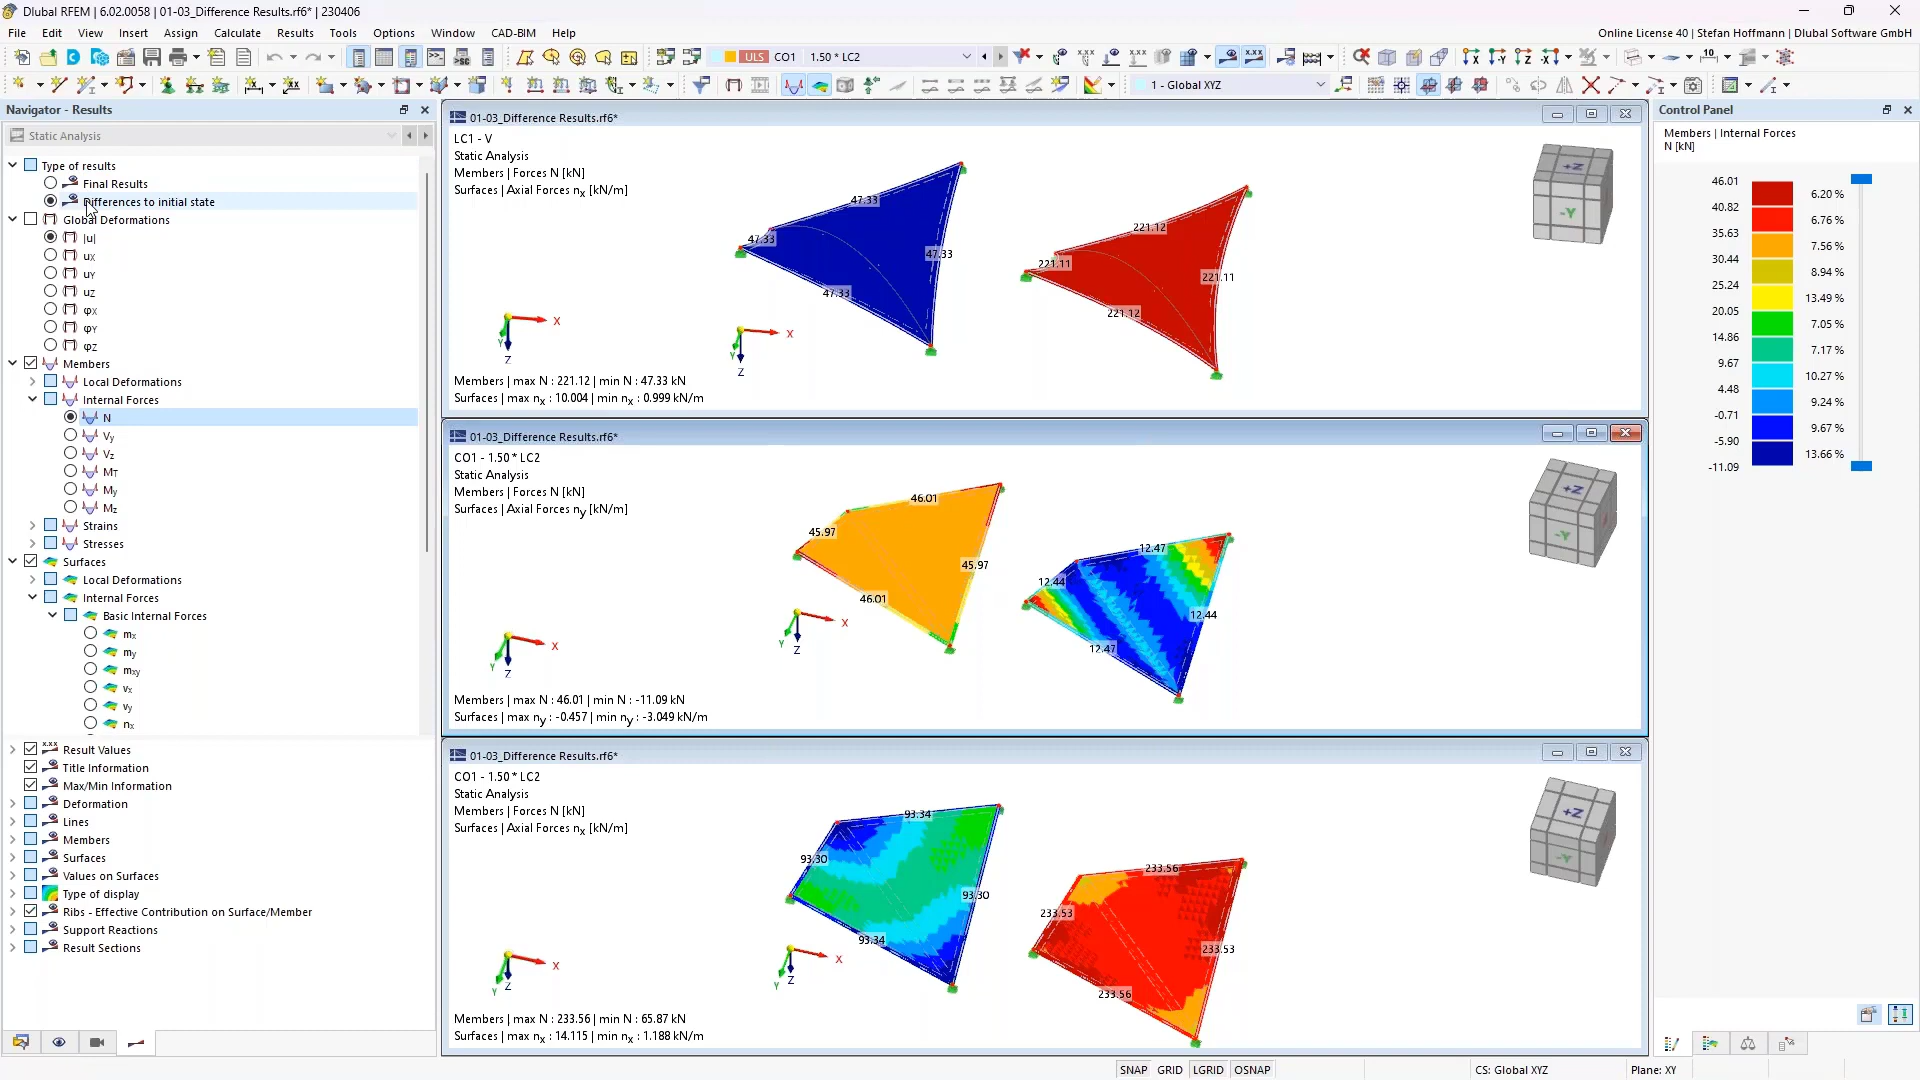 Dlubal RFEM | 6.02.0058 | 01-03_Difference Results.rf6* | 230406
File Edit View Insert Assign Calculate Results Tools Options Window CAD-BIM Help
Online License 40 | Stefan Hoffmann | Dlubal Software GmbH
ULS CO1 1.50 * LC2
1 - Global XYZ
Navigator - Results
Static Analysis
Type of results
Final Results
Differences to initial state
Global Deformations
|u|
uX
uY
uZ
φX
φY
φZ
Members
Local Deformations
Internal Forces
N
Vy
Vz
MT
My
Mz
Strains
Stresses
Surfaces
Local Deformations
Internal Forces
Basic Internal Forces
mx
my
mxy
vx
vy
nx
Result Values
Title Information
Max/Min Information
Deformation
Lines
Members
Surfaces
Values on Surfaces
Type of display
Ribs - Effective Contribution on Surface/Member
Support Reactions
Result Sections
01-03_Difference Results.rf6*
LC1 - V
Static Analysis
Members | Forces N [kN]
Surfaces | Axial Forces nx [kN/m]
47.33
47.33
47.33
47.33
221.12
221.11
221.11
221.12
X
Y
Z
X
Y
Z
+Z
-Y
Members | max N : 221.12 | min N : 47.33 kN
Surfaces | max nx : 10.004 | min nx : 0.999 kN/m
01-03_Difference Results.rf6*
CO1 - 1.50 * LC2
Static Analysis
Members | Forces N [kN]
Surfaces | Axial Forces ny [kN/m]
46.01
45.97
45.97
46.01
12.47
12.44
12.44
12.47
X
Y
Z
X
Y
Z
+Z
-Y
Members | max N : 46.01 | min N : -11.09 kN
Surfaces | max ny : -0.457 | min ny : -3.049 kN/m
01-03_Difference Results.rf6*
CO1 - 1.50 * LC2
Static Analysis
Members | Forces N [kN]
Surfaces | Axial Forces nx [kN/m]
93.34
93.30
93.30
93.34
233.56
233.53
233.53
233.56
X
Y
Z
X
Y
Z
+Z
-Y
Members | max N : 233.56 | min N : 65.87 kN
Surfaces | max nx : 14.115 | min nx : 1.188 kN/m
Control Panel
Members | Internal Forces
N [kN]
46.01
6.20 %
40.82
6.76 %
35.63
7.56 %
30.44
8.94 %
25.24
13.49 %
20.05
7.05 %
14.86
7.17 %
9.67
10.27 %
4.48
9.24 %
-0.71
9.67 %
-5.90
13.66 %
-11.09
SNAP GRID LGRID OSNAP
CS: Global XYZ
Plane: XY